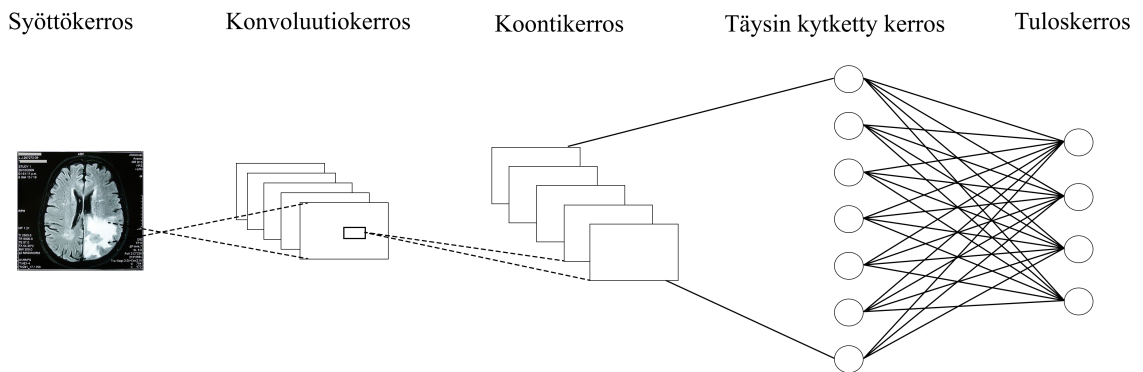 Syöttökerros
Konvoluutiokerros
Koontikerros
Täysin kytketty kerros
Tuloskerros